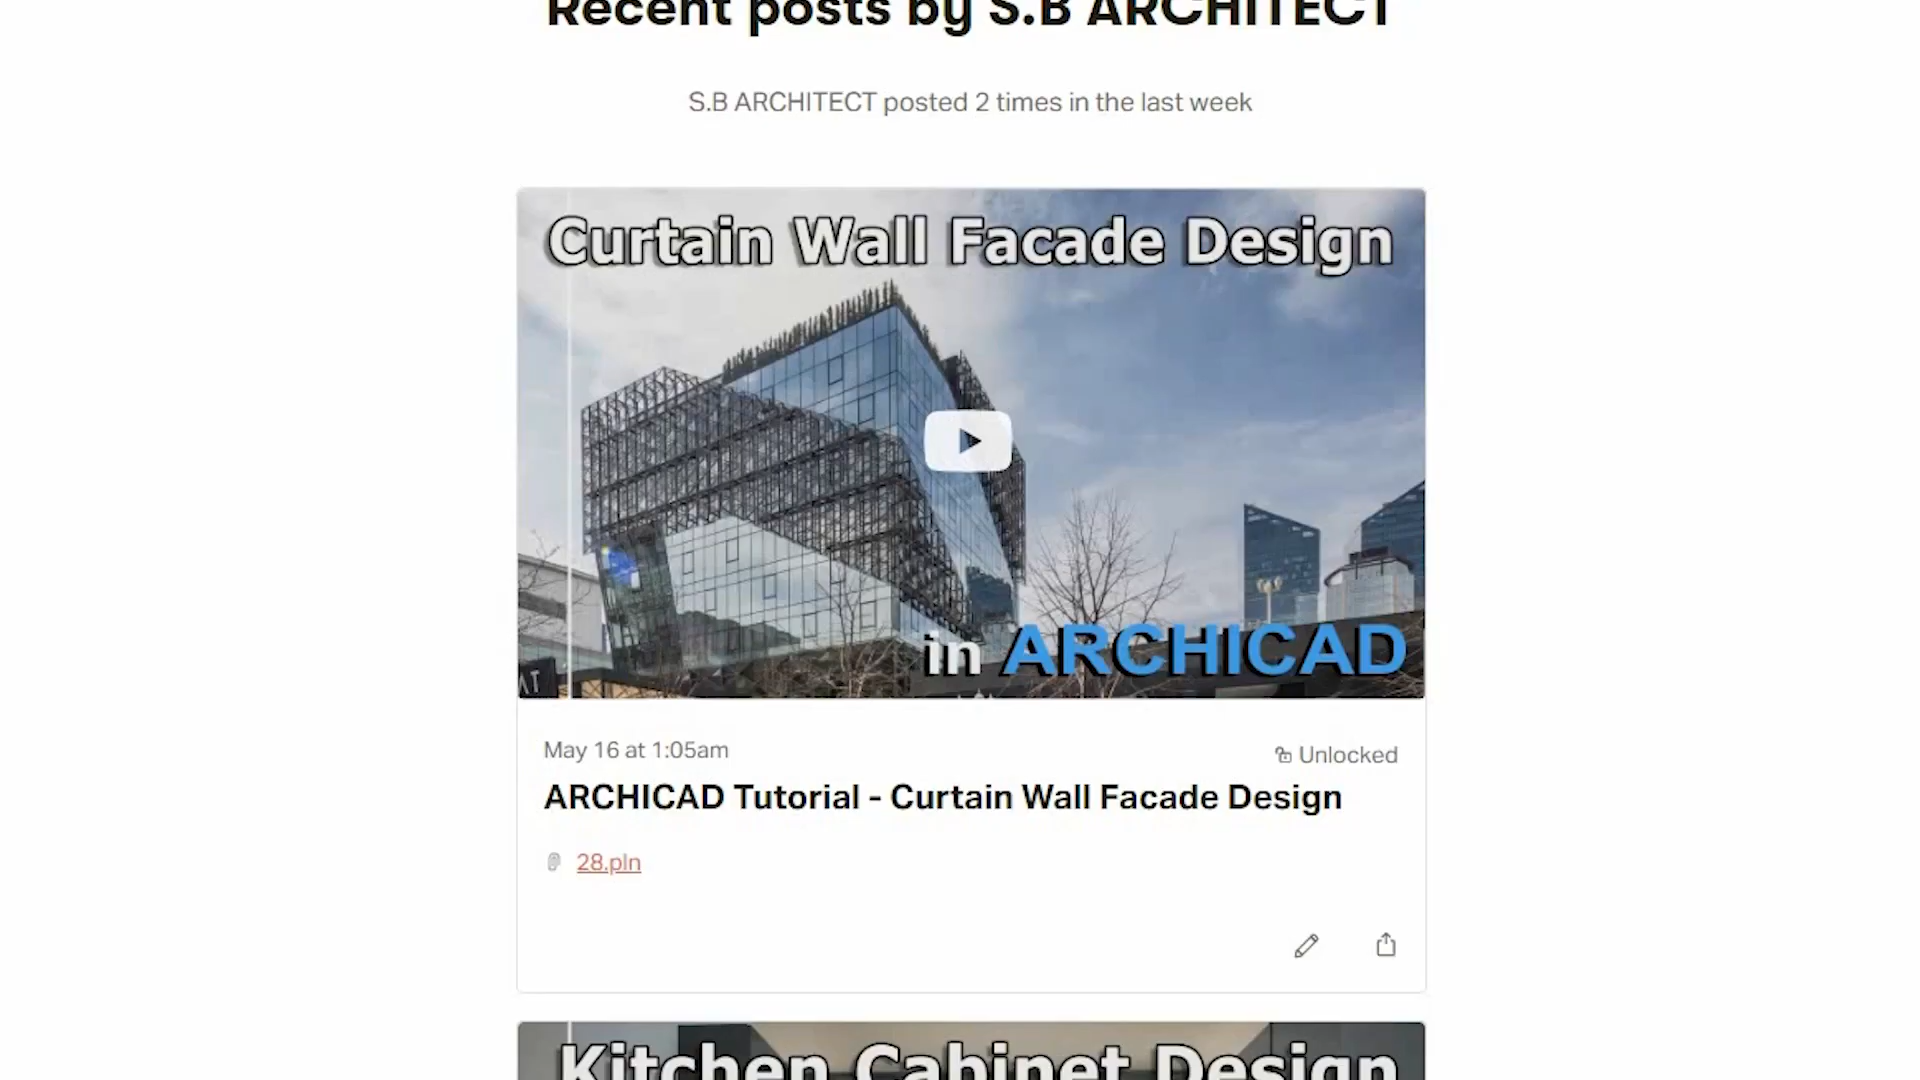 Recent posts by S.B ARCHITECT
S.B ARCHITECT posted 2 times in the last week
Curtain Wall Facade Design
in ARCHICAD
May 16 at 1:05am
Unlocked
ARCHICAD Tutorial - Curtain Wall Facade Design
28.pln
Kitchen Cabinet Design